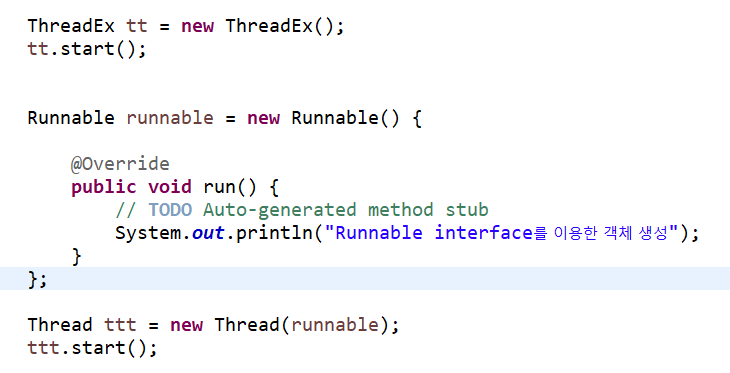 ThreadEx tt = new ThreadEx();
tt.start();
Runnable runnable = new Runnable() {
@Override
public void run() {
// TODO Auto-generated method stub
System.out.println("Runnable interface를 이용한 객체 생성");
}
};
Thread ttt = new Thread(runnable);
ttt.start();